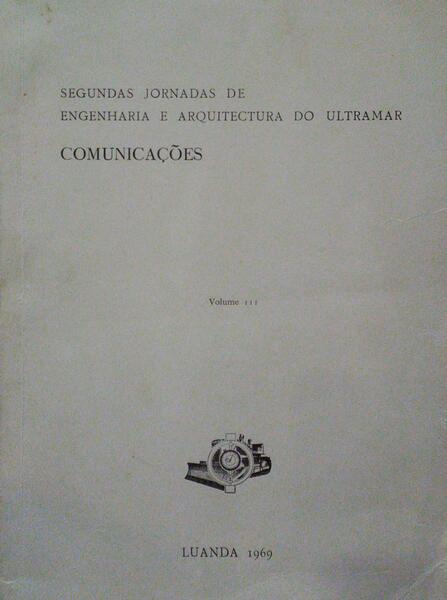 SEGUNDAS JORNADAS DE
ENGENHARIA E ARQUITECTURA DO ULTRAMAR
COMUNICAÇÕES
Volume III
LUANDA 1969